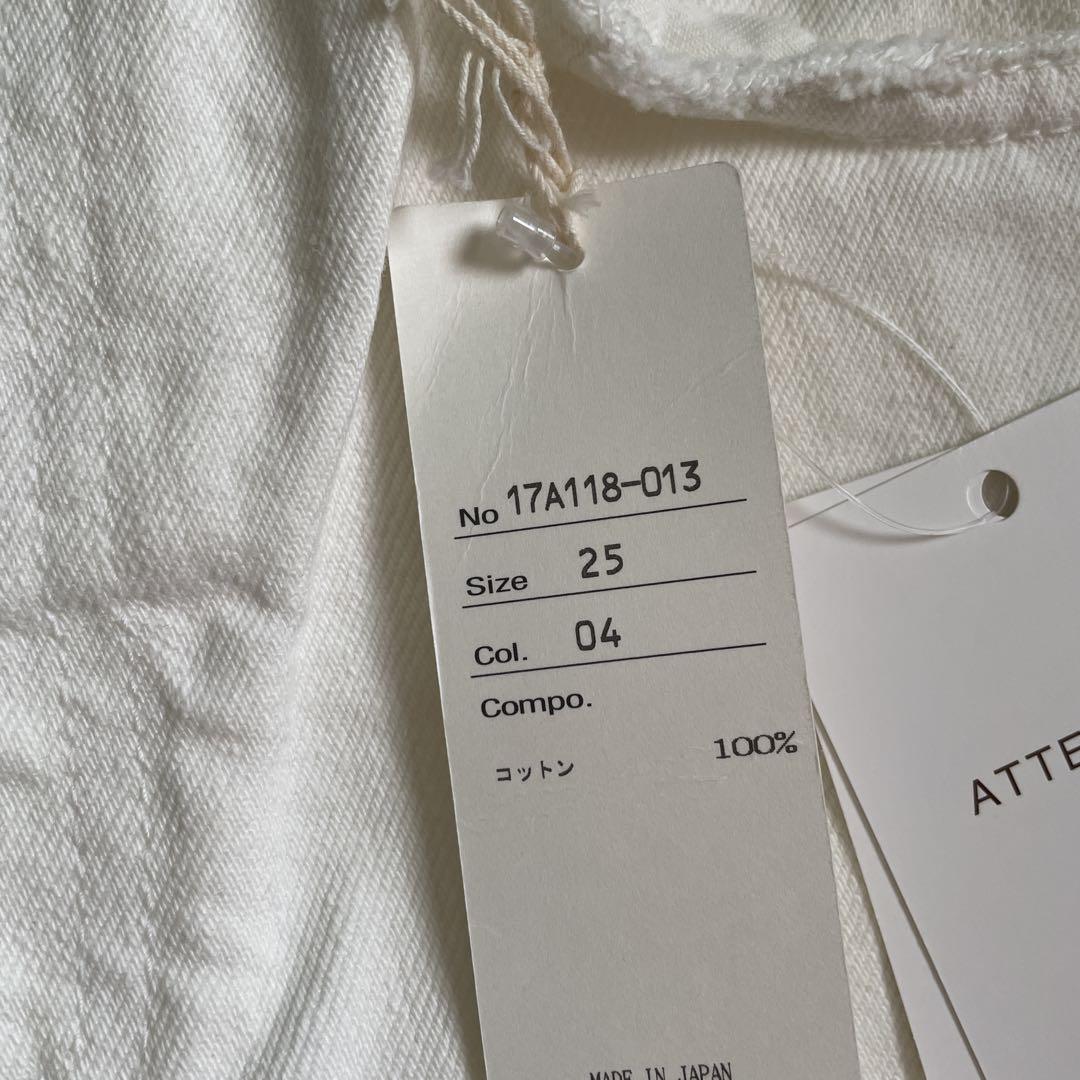 No 17A118-013
Size 25
Col. 04
Compo.
コットン 100%
MADE IN JAPAN
ATTE